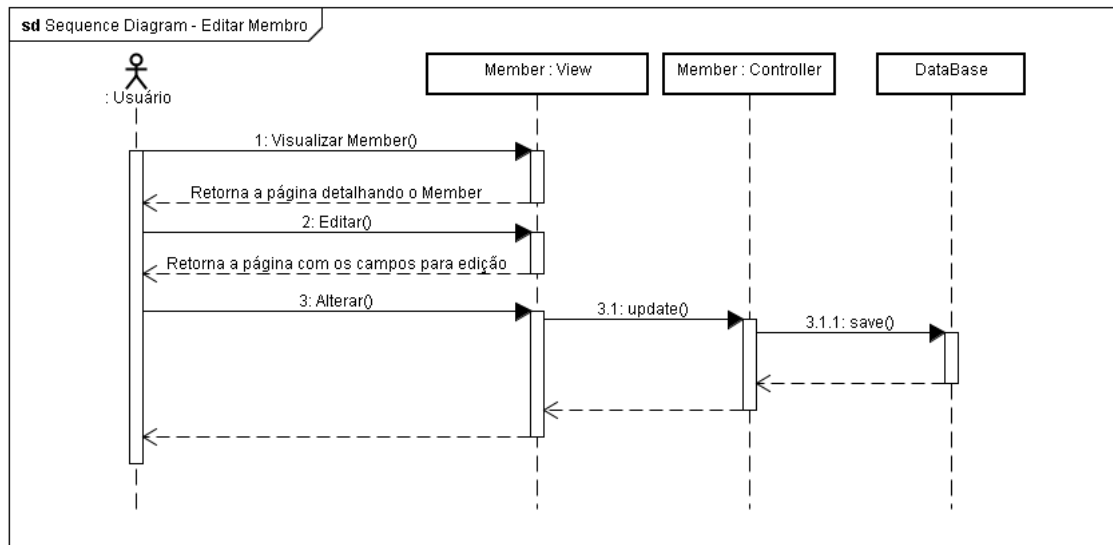 sd Sequence Diagram - Editar Membro
: Usuário
Member : View
Member : Controller
DataBase
1: Visualizar Member()
Retorna a página detalhando o Member
2: Editar()
Retorna a página com os campos para edição
3: Alterar()
3.1: update()
3.1.1: save()